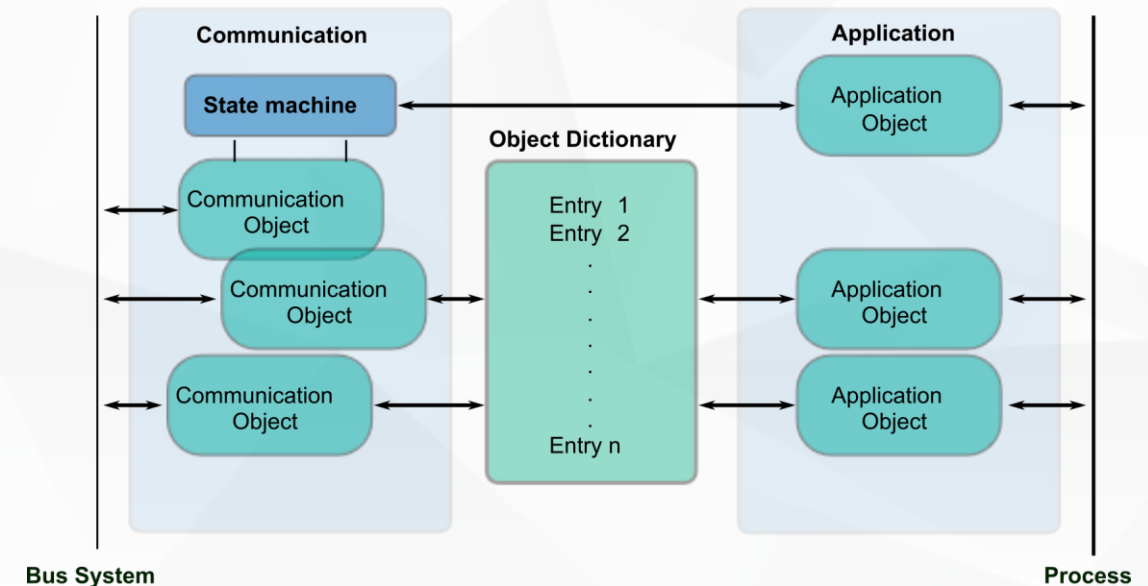 Communication
Application
State machine
Application
Object
Object Dictionary
Communication
Object
Entry 1
Entry 2
Communication
Object
Application
Object
Communication
Object
Application
Object
Entry n
Bus System
Process